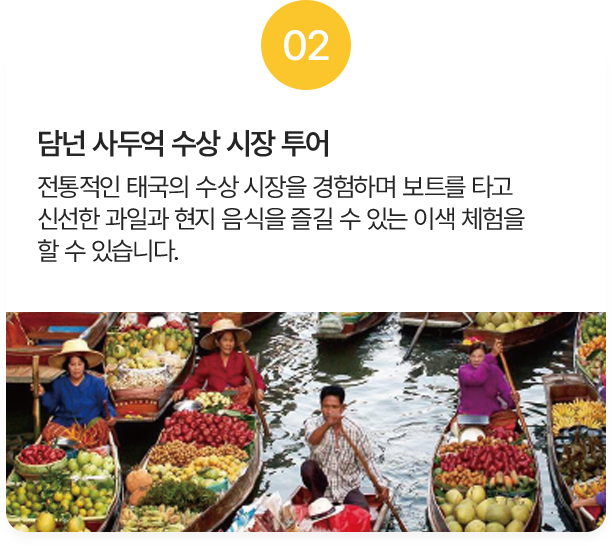 02
담넌 사두억 수상 시장 투어
전통적인 태국의 수상 시장을 경험하며 보트를 타고
신선한 과일과 현지 음식을 즐길 수 있는 이색 체험을
할 수 있습니다.